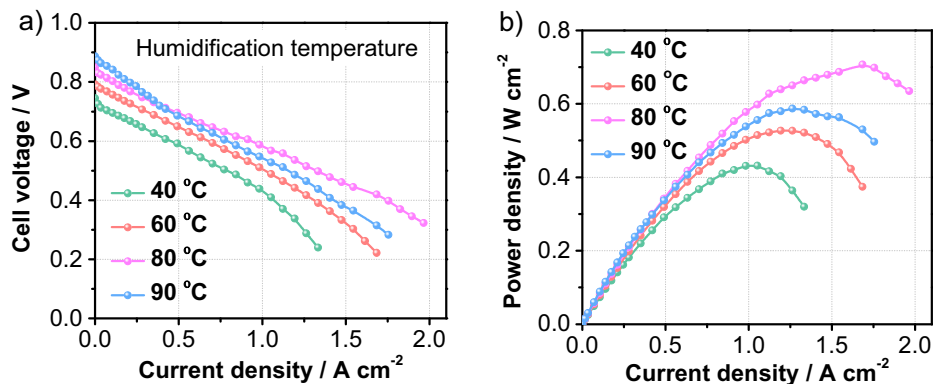 a)
Humidification temperature
Cell voltage / V
1.0
0.8
0.6
0.4
0.2
0.0
40 °C
60 °C
80 °C
90 °C
0.0 0.5 1.0 1.5 2.0
Current density / A cm⁻²
b)
Power density / W cm⁻²
0.8
0.6
0.4
0.2
0.0
40 °C
60 °C
80 °C
90 °C
0.0 0.5 1.0 1.5 2.0
Current density / A cm⁻²